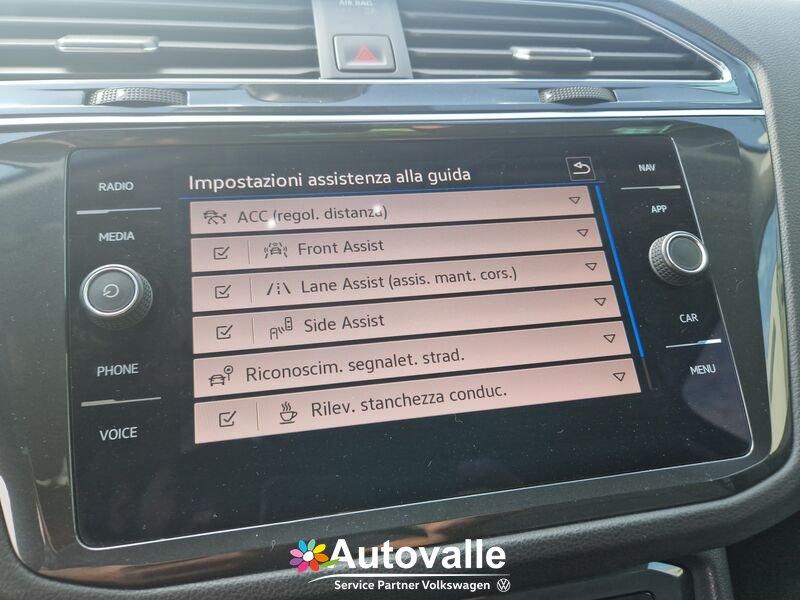 AIR BAG
Impostazioni assistenza alla guida
RADIO
MEDIA
PHONE
VOICE
ACC (regol. distanza)
Front Assist
Lane Assist (assis. mant. cors.)
Side Assist
Riconoscim. segnalet. strad.
Rilev. stanchezza conduc.
NAV
APP
CAR
MENU
Autovalle
Service Partner Volkswagen